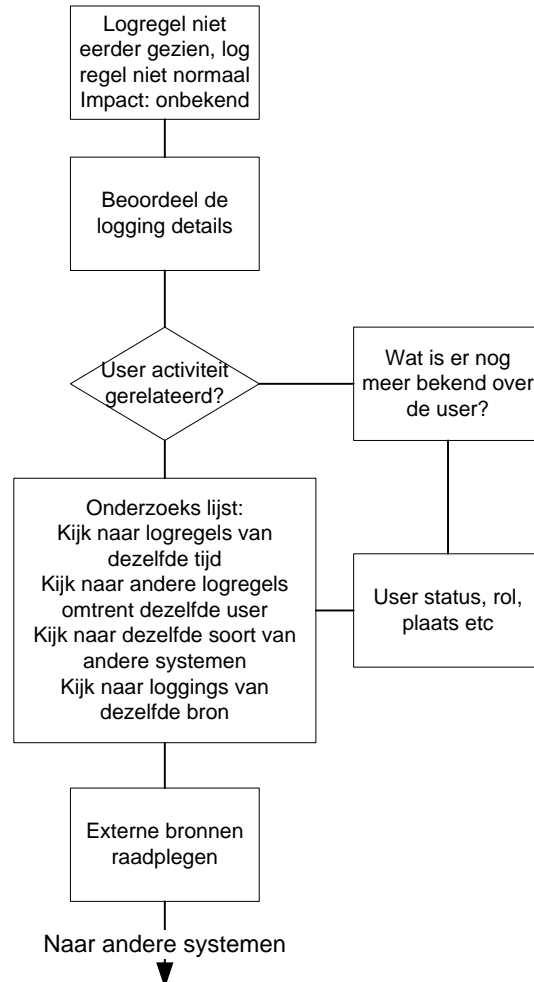 Logregel niet
eerder gezien, log
regel niet normaal
Impact: onbekend
Beoordeel de
logging details
User activiteit
gerelateerd?
Wat is er nog
meer bekend over
de user?
Onderzoeks lijst:
Kijk naar logregels van
dezelfde tijd
Kijk naar andere logregels
omtrent dezelfde user
Kijk naar dezelfde soort van
andere systemen
Kijk naar loggings van
dezelfde bron
User status, rol,
plaats etc
Externe bronnen
raadplegen
Naar andere systemen